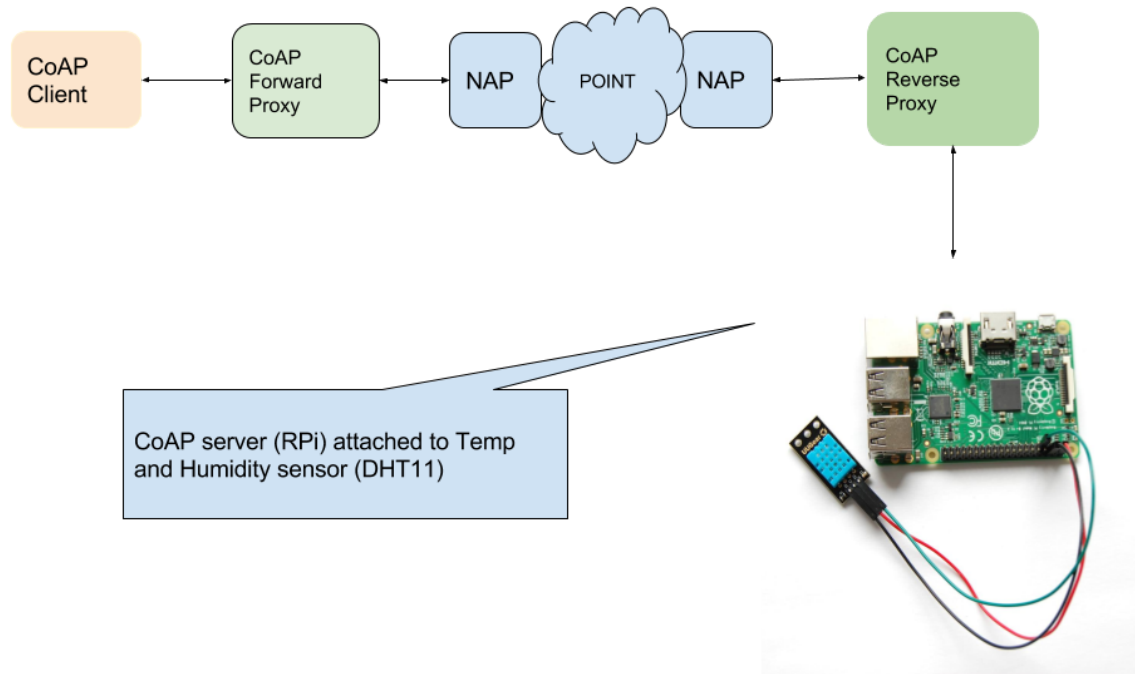 CoAP
Client
CoAP
Forward
Proxy
NAP
POINT
NAP
CoAP
Reverse
Proxy
CoAP server (RPi) attached to Temp
and Humidity sensor (DHT11)
HDMI